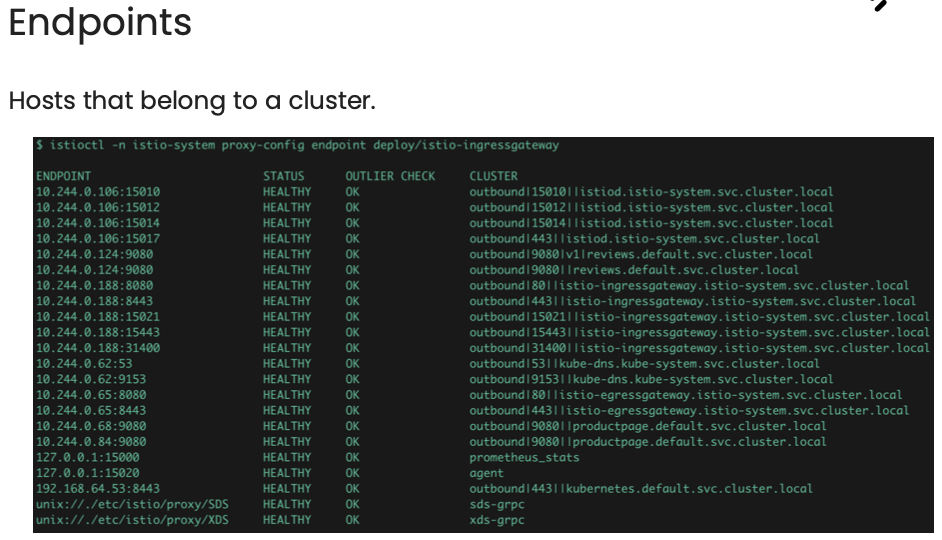 Endpoints
Hosts that belong to a cluster.
$ istioctl -n istio-system proxy-config endpoint deploy/istio-ingressgateway
ENDPOINT STATUS OUTLIER CHECK CLUSTER
10.244.0.106:15010 HEALTHY OK outbound|15010||istiod.istio-system.svc.cluster.local
10.244.0.106:15012 HEALTHY OK outbound|15012||istiod.istio-system.svc.cluster.local
10.244.0.106:15014 HEALTHY OK outbound|15014||istiod.istio-system.svc.cluster.local
10.244.0.106:15017 HEALTHY OK outbound|443||istiod.istio-system.svc.cluster.local
10.244.0.124:9080 HEALTHY OK outbound|9080|v1|reviews.default.svc.cluster.local
10.244.0.124:9080 HEALTHY OK outbound|9080||reviews.default.svc.cluster.local
10.244.0.188:8080 HEALTHY OK outbound|80||istio-ingressgateway.istio-system.svc.cluster.local
10.244.0.188:8443 HEALTHY OK outbound|443||istio-ingressgateway.istio-system.svc.cluster.local
10.244.0.188:15021 HEALTHY OK outbound|15021||istio-ingressgateway.istio-system.svc.cluster.local
10.244.0.188:15443 HEALTHY OK outbound|15443||istio-ingressgateway.istio-system.svc.cluster.local
10.244.0.188:31400 HEALTHY OK outbound|31400||istio-ingressgateway.istio-system.svc.cluster.local
10.244.0.62:53 HEALTHY OK outbound|53||kube-dns.kube-system.svc.cluster.local
10.244.0.62:9153 HEALTHY OK outbound|9153||kube-dns.kube-system.svc.cluster.local
10.244.0.65:8080 HEALTHY OK outbound|80||istio-egressgateway.istio-system.svc.cluster.local
10.244.0.65:8443 HEALTHY OK outbound|443||istio-egressgateway.istio-system.svc.cluster.local
10.244.0.68:9080 HEALTHY OK outbound|9080||productpage.default.svc.cluster.local
10.244.0.84:9080 HEALTHY OK outbound|9080||productpage.default.svc.cluster.local
127.0.0.1:15000 HEALTHY OK prometheus_stats
127.0.0.1:15020 HEALTHY OK agent
192.168.64.53:8443 HEALTHY OK outbound|443||kubernetes.default.svc.cluster.local
unix://./etc/istio/proxy/SDS HEALTHY OK sds-grpc
unix://./etc/istio/proxy/XDS HEALTHY OK xds-grpc